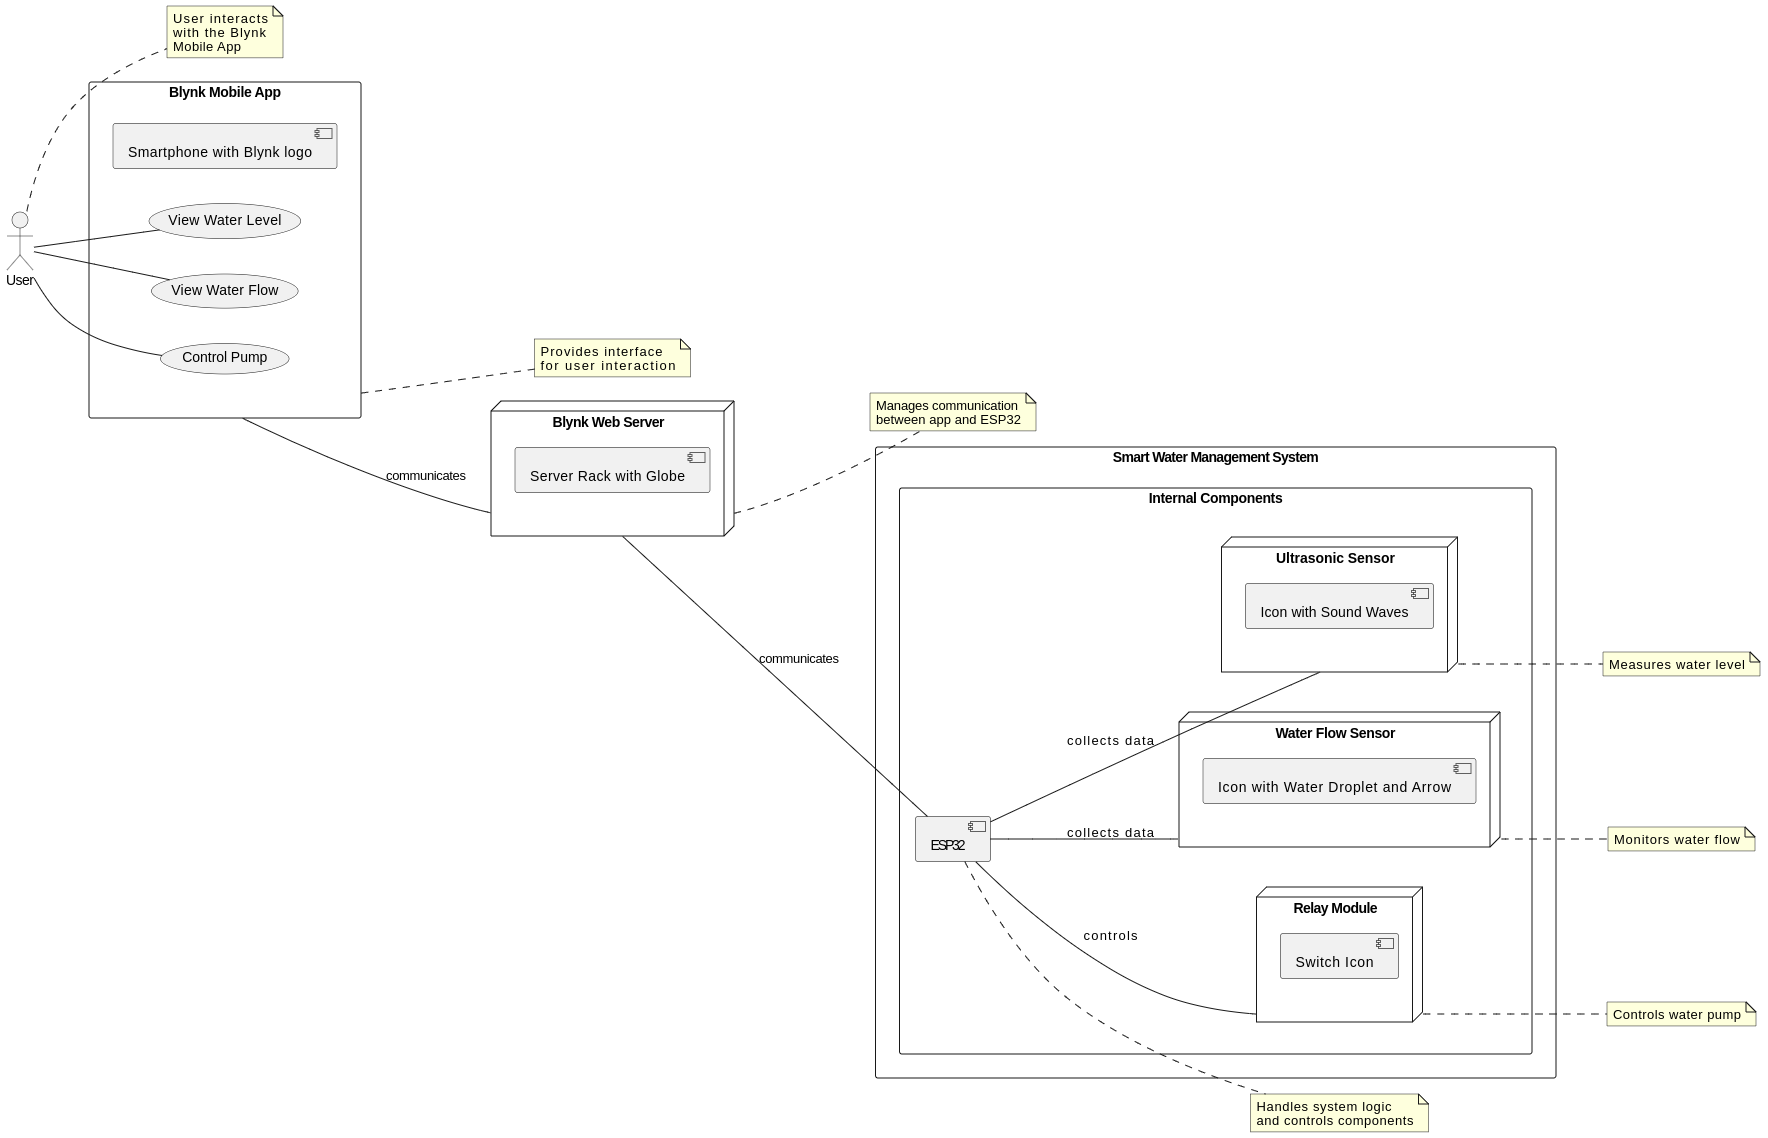 User interacts
with the Blynk
Mobile App
Blynk Mobile App
Smartphone with Blynk logo
View Water Level
View Water Flow
User
Control Pump
Provides interface
for user interaction
Manages communication
between app and ESP32
Blynk Web Server
Server Rack with Globe
communicates
Smart Water Management System
Internal Components
Ultrasonic Sensor
Icon with Sound Waves
communicates
Measures water level
collects data
Water Flow Sensor
Icon with Water Droplet and Arrow
collects data
Monitors water flow
ESP32
Relay Module
controls
Switch Icon
Controls water pump
Handles system logic
and controls components